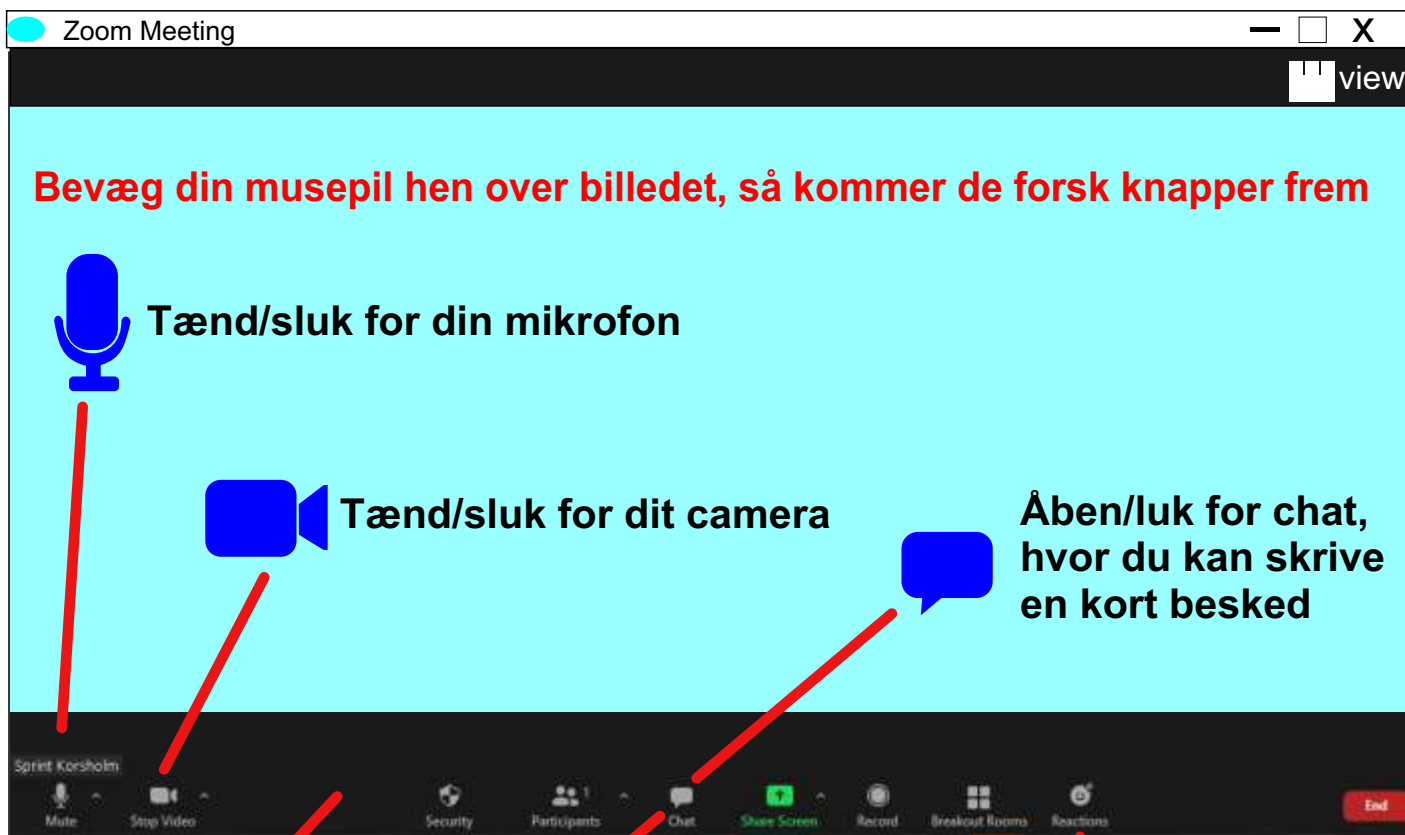 Zoom Meeting
X
view
Bevæg din musepil hen over billedet, så kommer de forsk knapper frem
Tænd/sluk for din mikrofon
Tænd/sluk for dit camera
Åben/luk for chat,
hvor du kan skrive
en kort besked
Sprint Korsholm
Mute Stop Video Security Participants 1 Chat Share Screen Record Breakout Rooms Reactions End